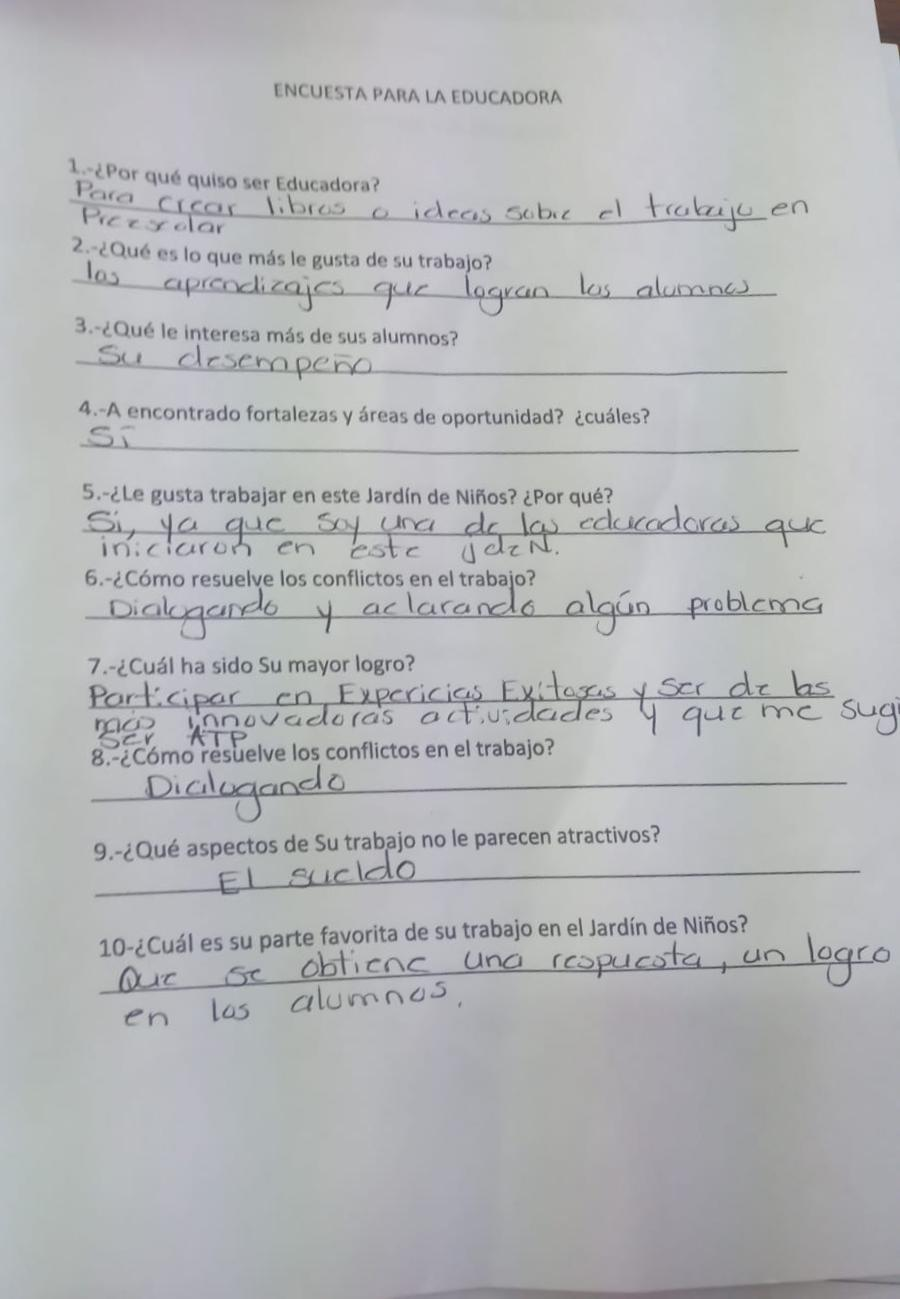 ENCUESTA PARA LA EDUCADORA
1.-¿Por qué quiso ser Educadora?
Para crear libros o ideas sobre el trabajo en
Preescolar
2.-¿Qué es lo que más le gusta de su trabajo?
los aprendizajes que logran los alumnos
3.-¿Qué le interesa más de sus alumnos?
Su desempeño
4.-A encontrado fortalezas y áreas de oportunidad? ¿cuáles?
Si
5.-¿Le gusta trabajar en este Jardín de Niños? ¿Por qué?
Si, ya que soy una de las educadoras que
iniciaron en este J de N.
6.-¿Cómo resuelve los conflictos en el trabajo?
Dialogando y aclarando algún problema
7.-¿Cuál ha sido Su mayor logro?
Participar en Expericias Exitosas y ser de las
más innovadoras actividades y que me sugi
Ser ATP
8.-¿Cómo resuelve los conflictos en el trabajo?
Dialogando
9.-¿Qué aspectos de Su trabajo no le parecen atractivos?
El sueldo
10-¿Cuál es su parte favorita de su trabajo en el Jardín de Niños?
Que se obtiene una respuesta, un logro
en los alumnos.